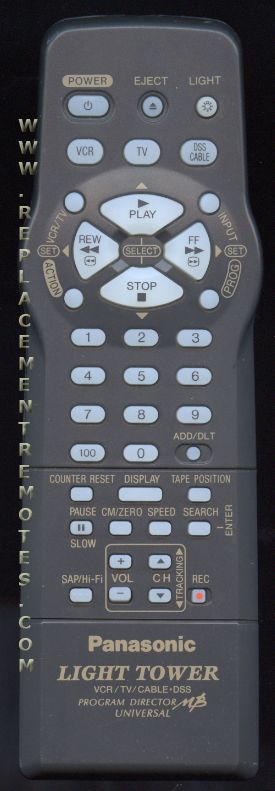 POWER EJECT LIGHT
VCR TV DSS CABLE
VCR/TV INPUT
PLAY
REW SELECT FF
SET SET
ACTION PROG
STOP
1 2 3
4 5 6
7 8 9
ADD/DLT
100 0
COUNTER RESET DISPLAY TAPE POSITION
PAUSE CM/ZERO SPEED SEARCH
ENTER
SLOW
+ TRACKING
SAP/Hi-Fi VOL CH REC
−
Panasonic
LIGHT TOWER
VCR/TV/CABLE•DSS
PROGRAM DIRECTOR MB
UNIVERSAL
WWW.REPLACEMENTREMOTES.COM